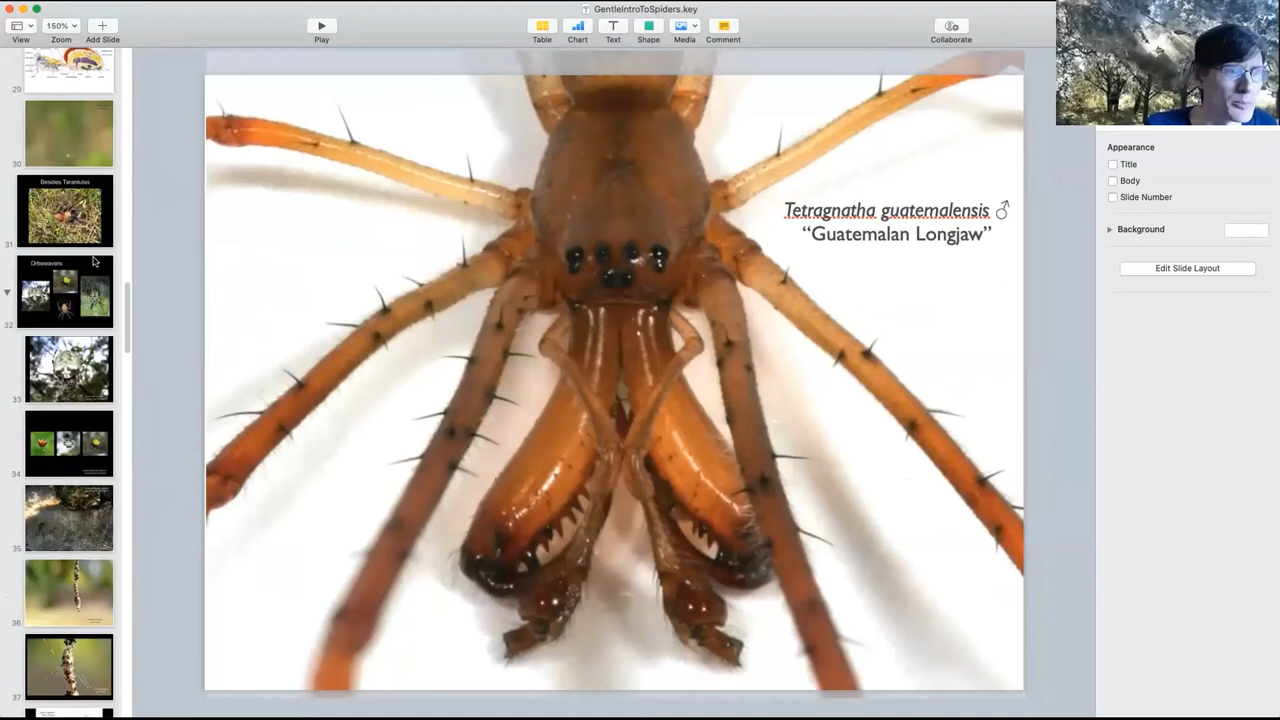 GentleIntroToSpiders.key
150%
View
Zoom
Add Slide
Play
Table
Chart
Text
Shape
Media
Comment
Collaborate
29
30
Besides Tarantulas
31
Orbweavers
32
33
34
35
36
37
Tetragnatha guatemalensis ♂
“Guatemalan Longjaw”
Appearance
Title
Body
Slide Number
Background
Edit Slide Layout